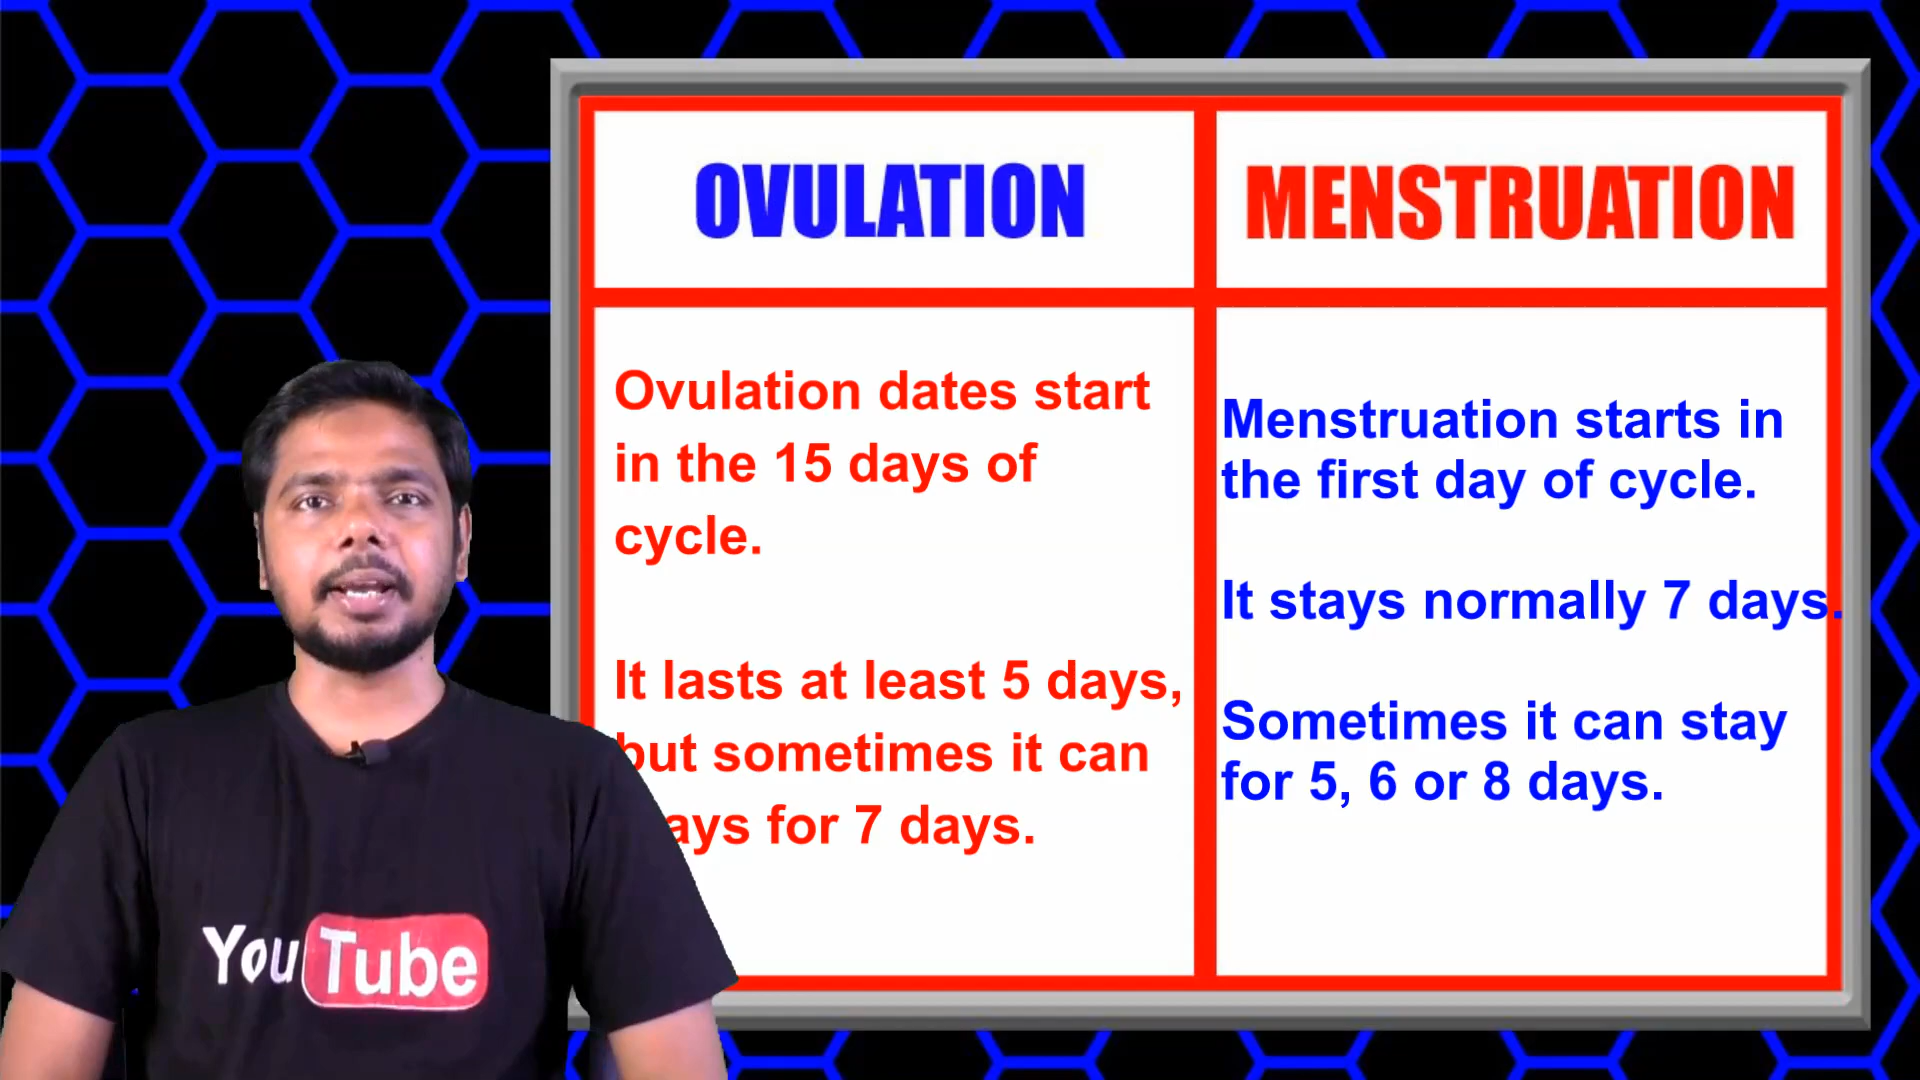 OVULATION
MENSTRUATION
Ovulation dates start
in the 15 days of
cycle.
It lasts at least 5 days,
but sometimes it can
for 7 days.
Menstruation starts in
the first day of cycle.
It stays normally 7 days.
Sometimes it can stay
for 5, 6 or 8 days.
YouTube